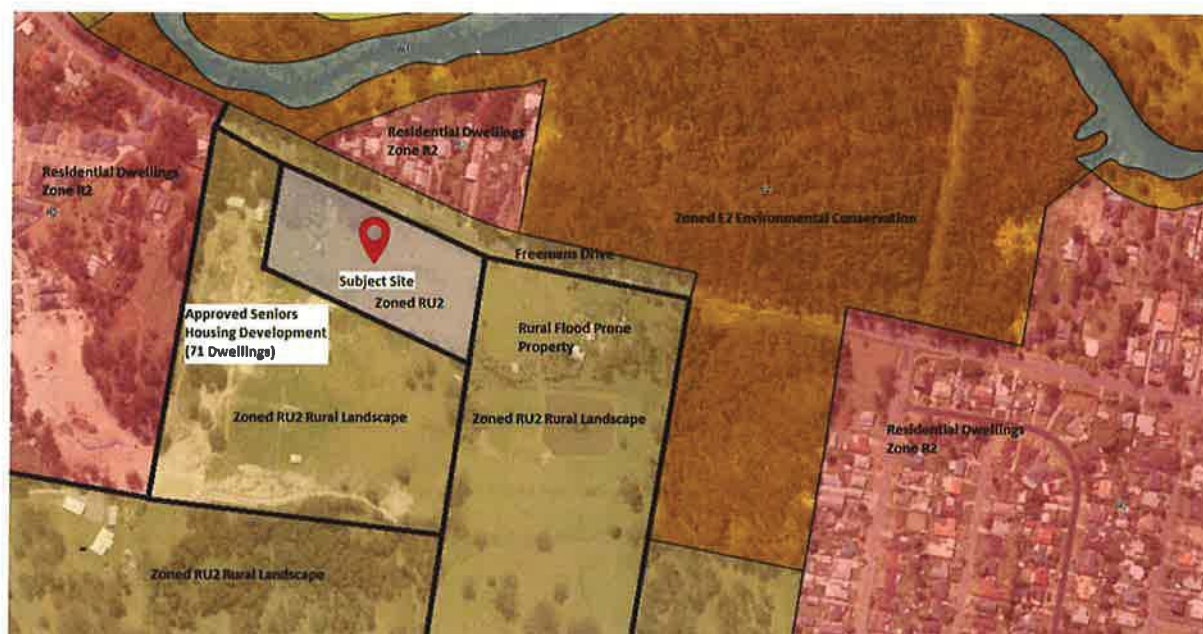 Residential Dwellings
Zone R2
Residential Dwellings
Zone R2
Zoned E2 Environmental Conservation
Freemans Drive
Subject Site
Zoned RU2
Approved Seniors
Housing Development
(71 Dwellings)
Rural Flood Prone
Property
Zoned RU2 Rural Landscape
Zoned RU2 Rural Landscape
Residential Dwellings
Zone R2
Zoned RU2 Rural Landscape